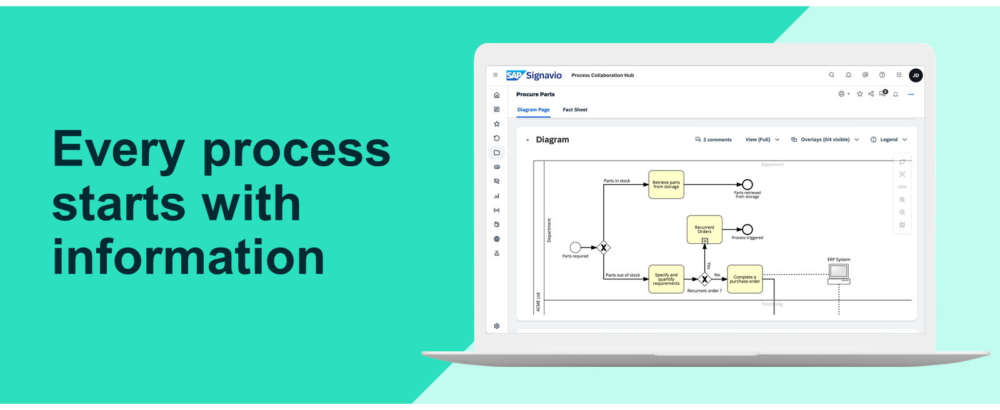 Every process
starts with
information
SAP Signavio Process Collaboration Hub
JD
Procure Parts
2
Diagram Page Fact Sheet
Diagram
2 comments View (Full) Overlays (0/4 visible) Legend
Department
100%
Parts in stock
Retrieve parts
from storage
Parts retrieved
from storage
Department
Recurrent
Orders
Process triggered
Parts required
X
Yes
Parts out of stock
Specify and
quantify
requirements
X
No
Recurrent order ?
Complete a
purchase order
ERP System
ACME Ltd.
Purchasing